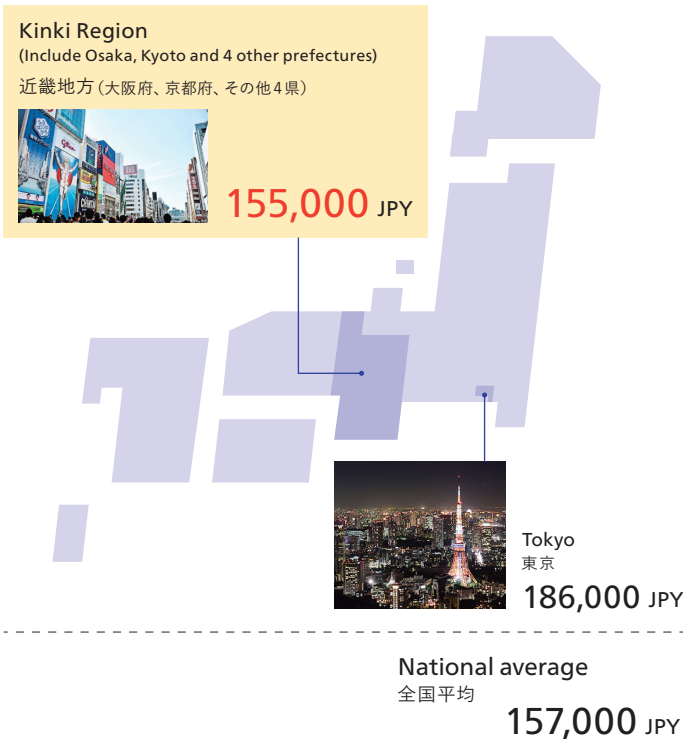 Kinki Region
(Include Osaka, Kyoto and 4 other prefectures)
近畿地方(大阪府、京都府、その他4県)
155,000 JPY
Tokyo
東京
186,000 JPY
National average
全国平均
157,000 JPY